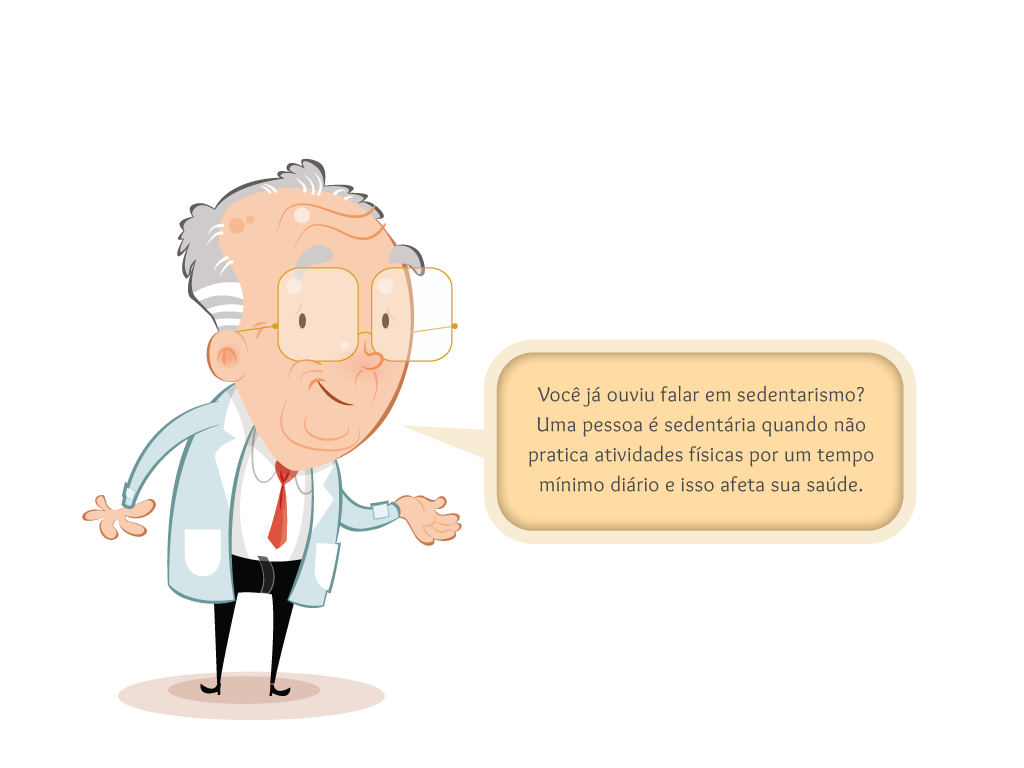 Você já ouviu falar em sedentarismo?
Uma pessoa é sedentária quando não
pratica atividades físicas por um tempo
mínimo diário e isso afeta sua saúde.